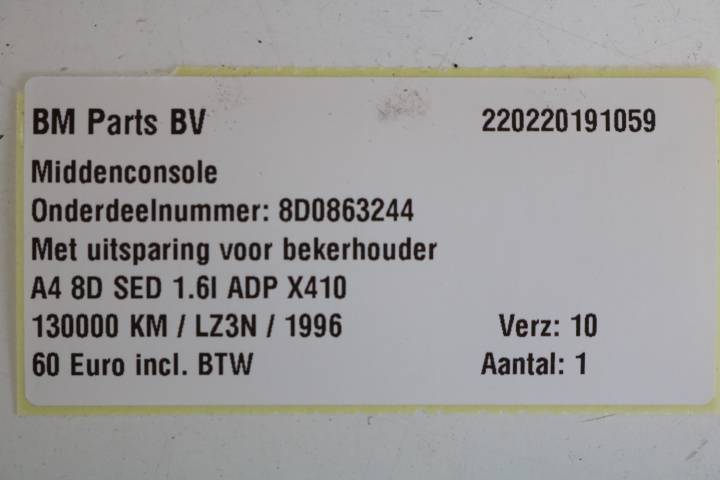 BM Parts BV 220220191059
Middenconsole
Onderdeelnummer: 8D0863244
Met uitsparing voor bekerhouder
A4 8D SED 1.6I ADP X410
130000 KM / LZ3N / 1996 Verz: 10
60 Euro incl. BTW Aantal: 1